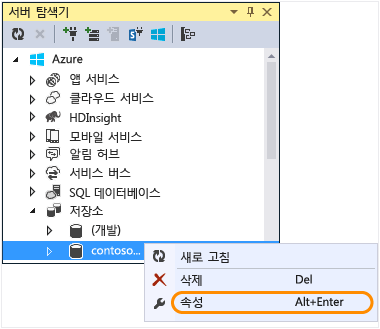 서버 탐색기
Azure
앱 서비스
클라우드 서비스
HDInsight
모바일 서비스
알림 허브
서비스 버스
SQL 데이터베이스
저장소
(개발)
contoso...
새로 고침
삭제 Del
속성 Alt+Enter